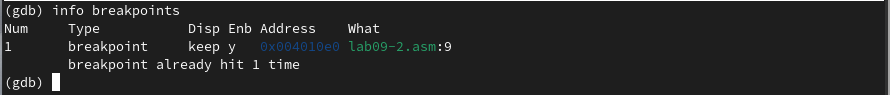 (gdb) info breakpoints
Num     Type           Disp Enb Address    What
1       breakpoint     keep y   0x004010e0 lab09-2.asm:9
        breakpoint already hit 1 time
(gdb)